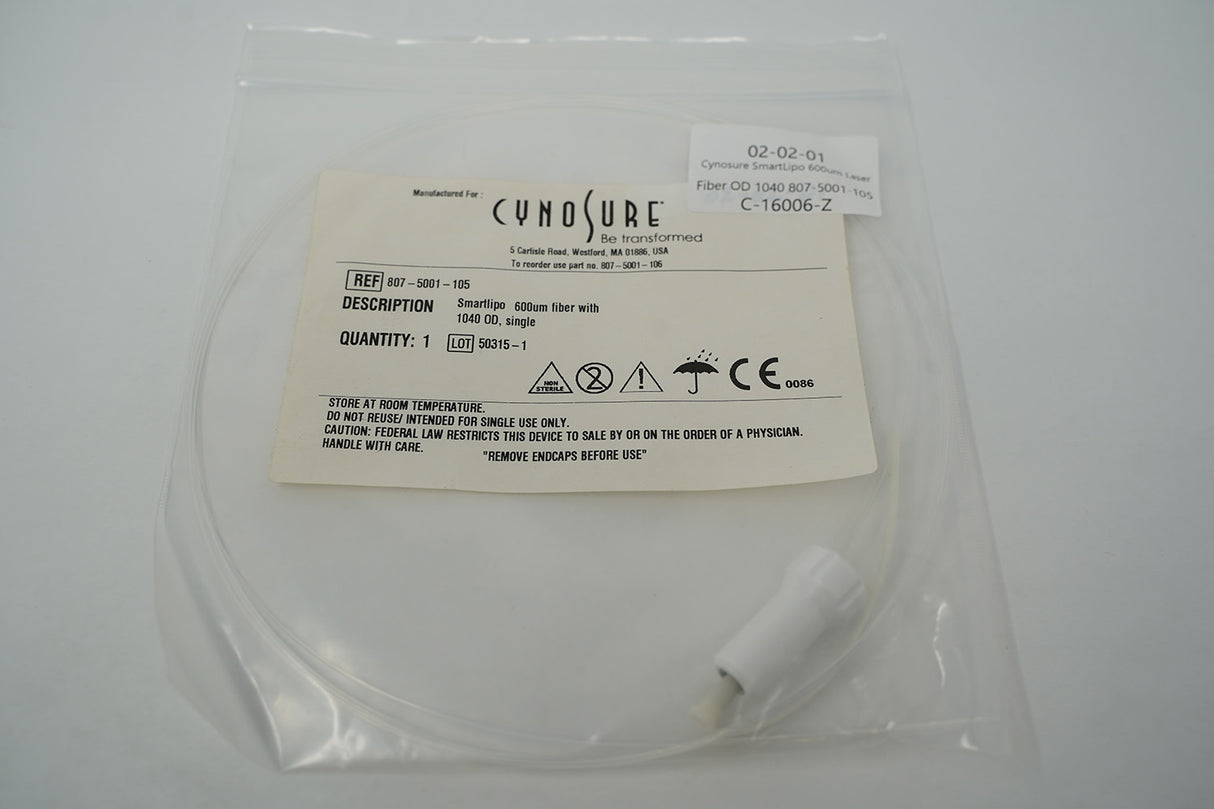 02-02-01
Cynosure SmartLipo 600um Laser
Fiber OD 1040 807-5001-105
C-16006-Z
Manufactured For :
CYNOSURE
Be transformed
5 Carlisle Road, Westford, MA 01886, USA
To reorder use part no. 807-5001-106
REF 807-5001-105
DESCRIPTION Smartlipo 600um fiber with
1040 OD, single
QUANTITY: 1 LOT 50315-1
NON
STERILE
2
!
CE 0086
STORE AT ROOM TEMPERATURE.
DO NOT REUSE/ INTENDED FOR SINGLE USE ONLY.
CAUTION: FEDERAL LAW RESTRICTS THIS DEVICE TO SALE BY OR ON THE ORDER OF A PHYSICIAN.
HANDLE WITH CARE. "REMOVE ENDCAPS BEFORE USE"